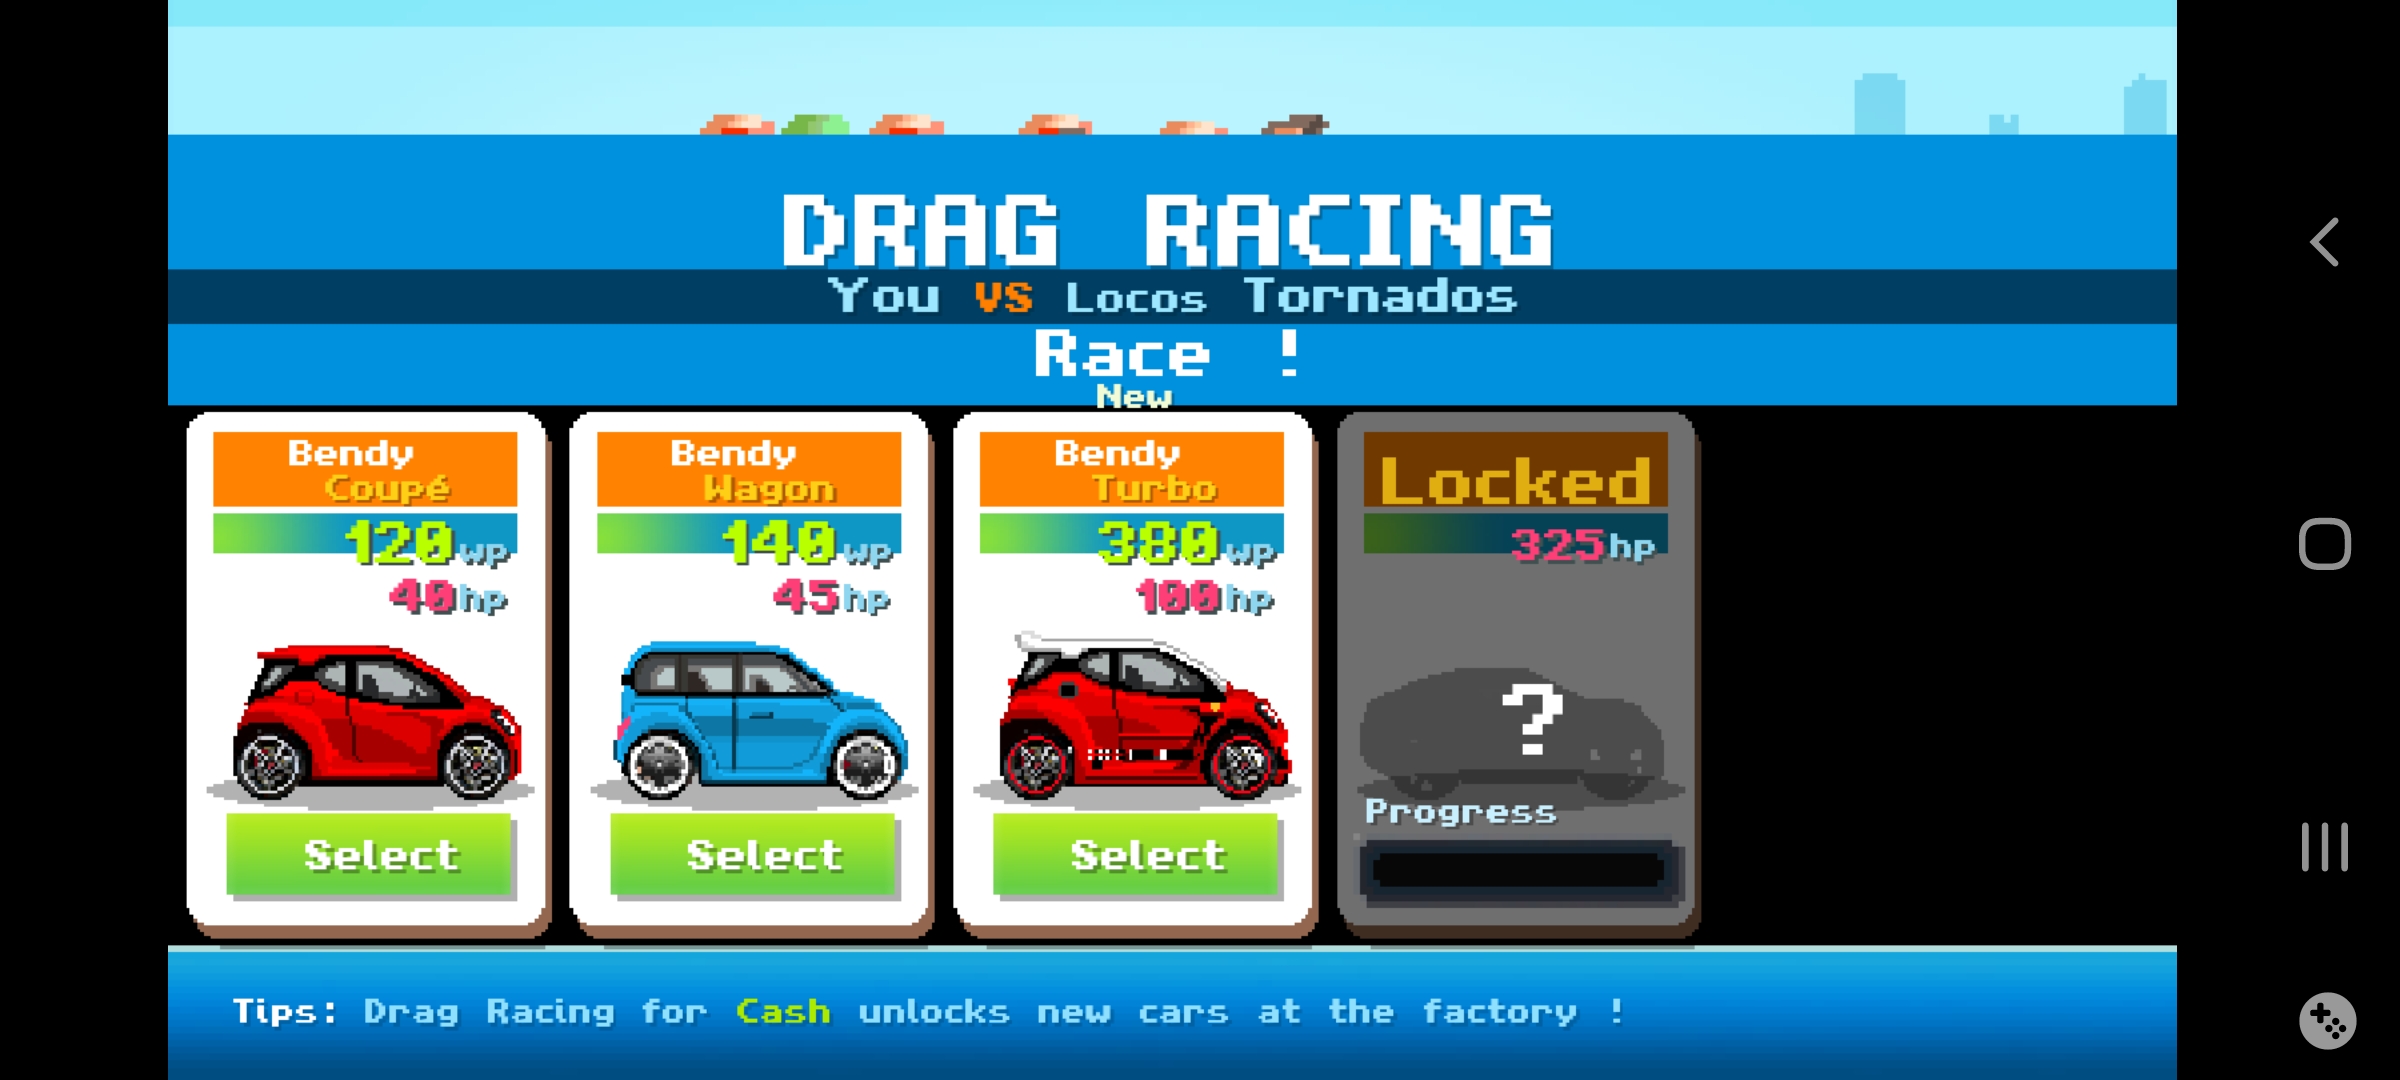 DRAG RACING
You VS Locos Tornados
Race !
New
Bendy
Coupé
120wp
40hp
Select
Bendy
Wagon
140wp
45hp
Select
Bendy
Turbo
380wp
100hp
Select
Locked
325hp
?
Progress
Tips: Drag Racing for Cash unlocks new cars at the factory !